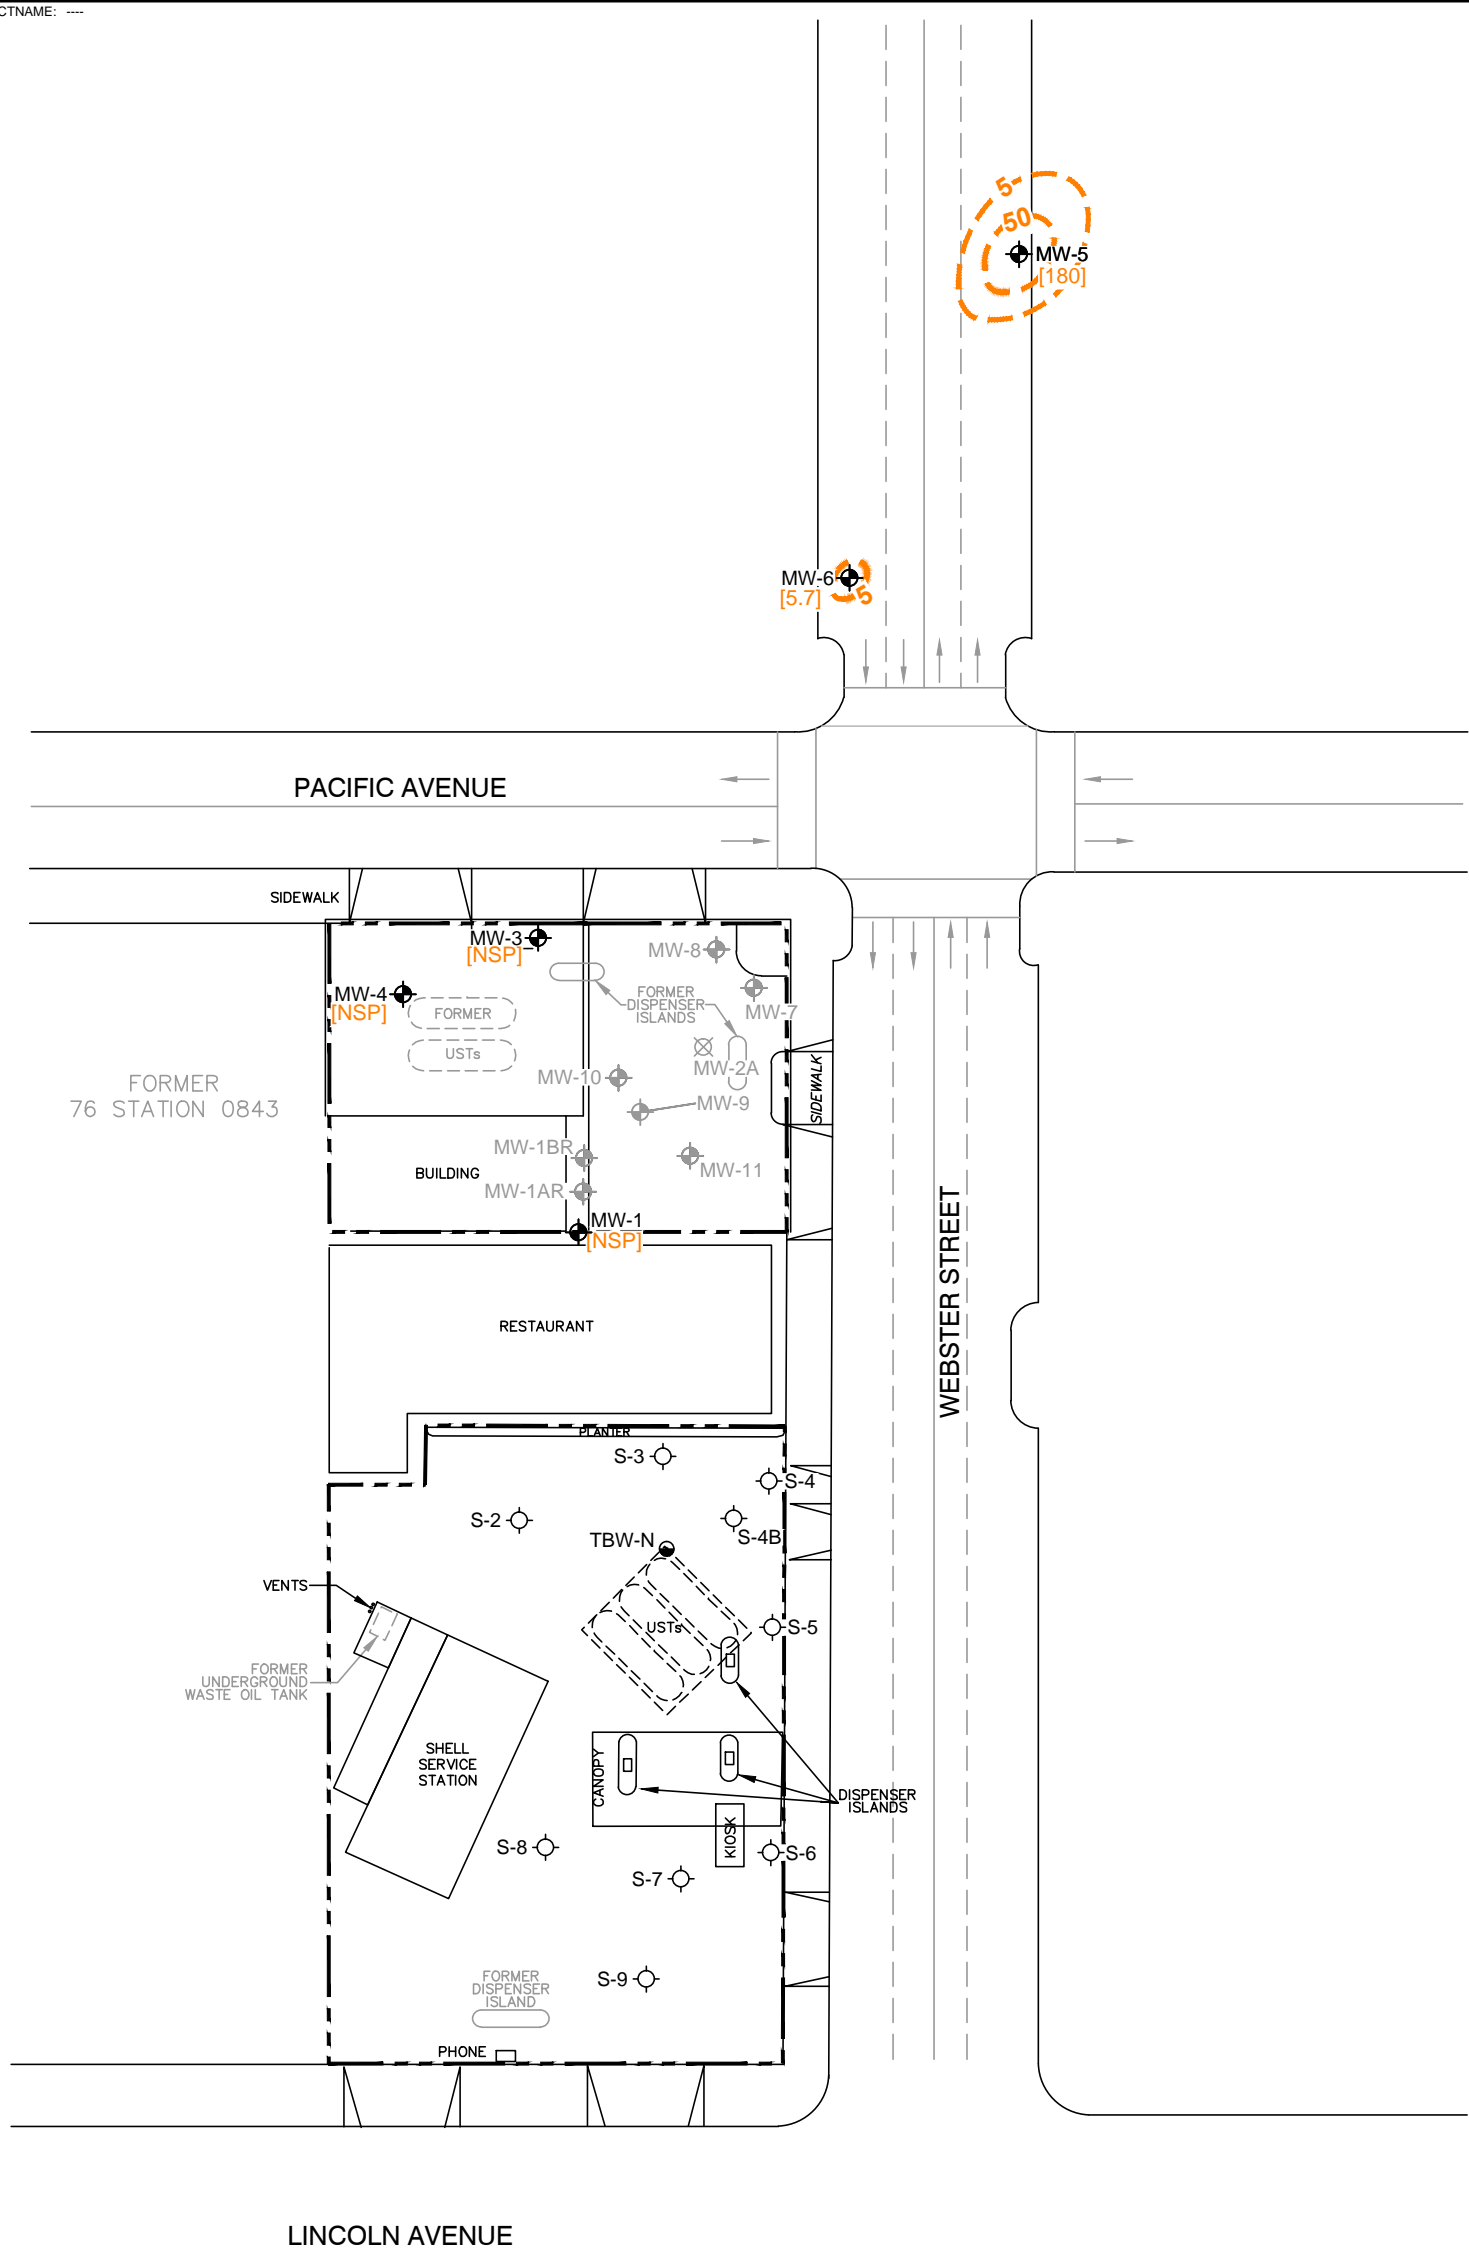 CTNAME: ----
5
50
MW-5
[180]
MW-6
[5.7]
5
PACIFIC AVENUE
SIDEWALK
MW-3
[NSP]
MW-8
MW-4
[NSP]
FORMER
DISPENSER
ISLANDS
MW-7
FORMER
USTs
MW-2A
MW-10
SIDEWALK
FORMER
76 STATION 0843
MW-9
MW-1BR
MW-11
BUILDING
MW-1AR
MW-1
[NSP]
WEBSTER STREET
RESTAURANT
PLANTER
S-3
S-4
S-2
S-4B
TBW-N
VENTS
USTs
S-5
FORMER
UNDERGROUND
WASTE OIL TANK
SHELL
SERVICE
STATION
CANOPY
DISPENSER
ISLANDS
KIOSK
S-8
S-6
S-7
S-9
FORMER
DISPENSER
ISLAND
PHONE
LINCOLN AVENUE